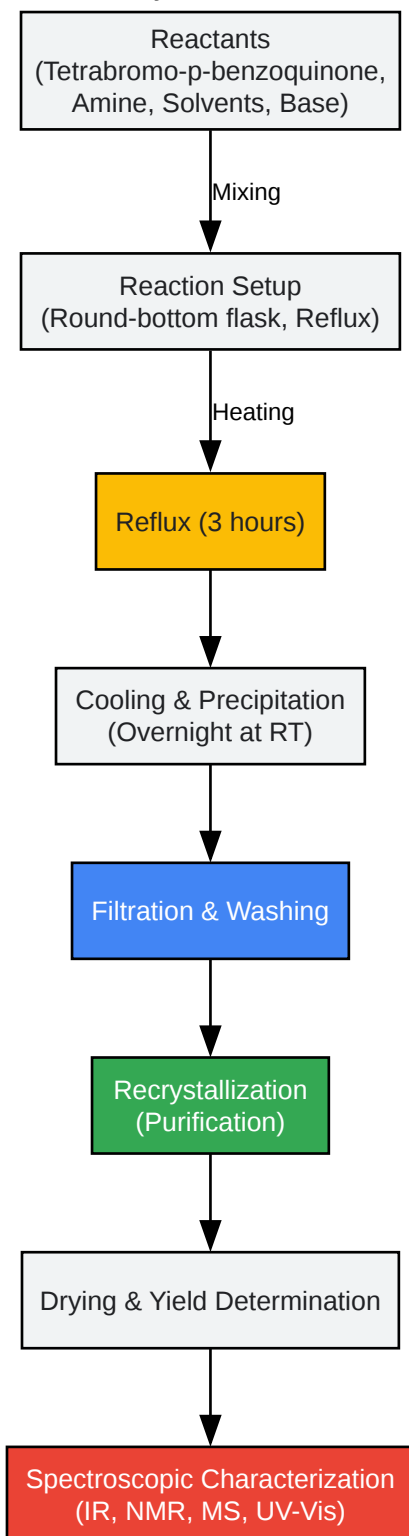 Reactants
(Tetrabromo-p-benzoquinone,
Amine, Solvents, Base)
Mixing
Reaction Setup
(Round-bottom flask, Reflux)
Heating
Reflux (3 hours)
Cooling & Precipitation
(Overnight at RT)
Filtration & Washing
Recrystallization
(Purification)
Drying & Yield Determination
Spectroscopic Characterization
(IR, NMR, MS, UV-Vis)